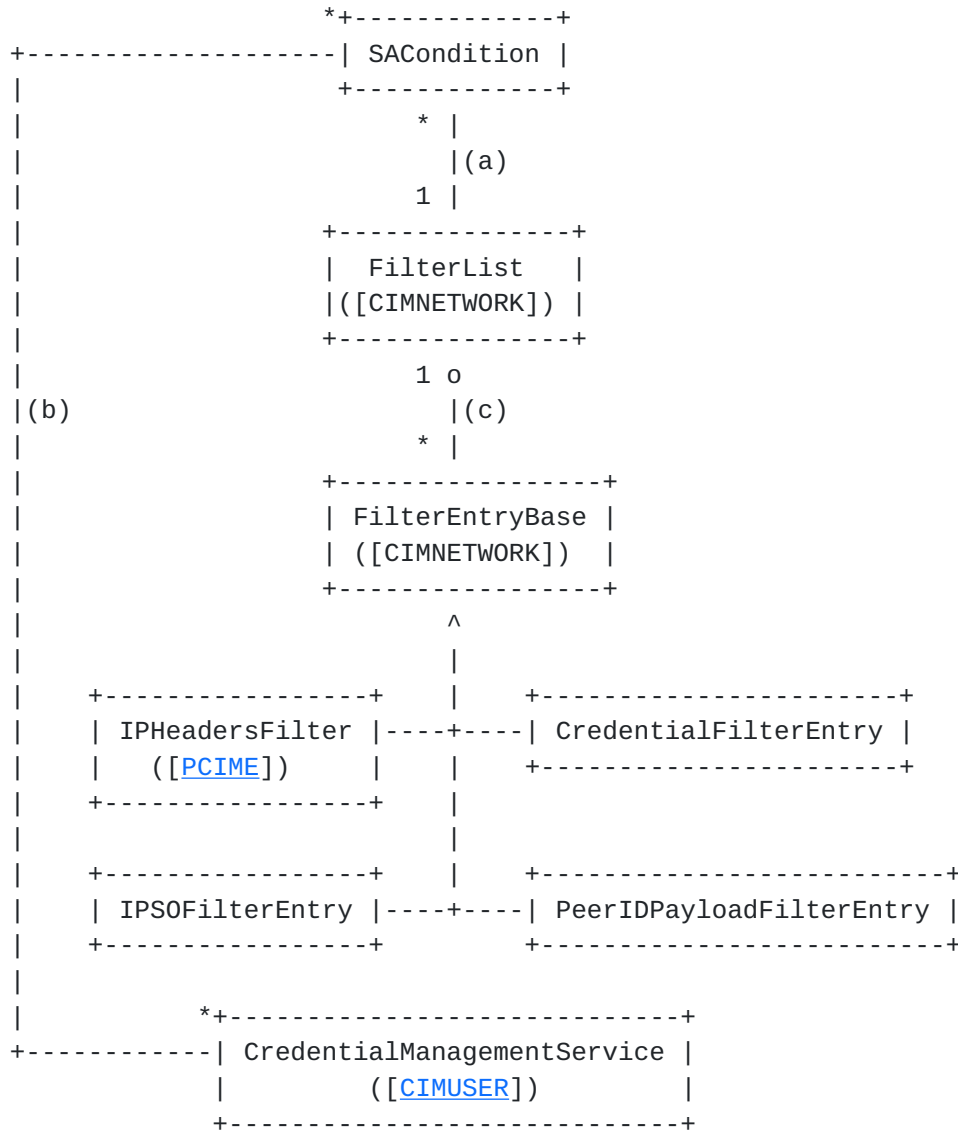 *+-------------+
+--------------------| SACondition |
|                    +-------------+
|                         * |
|                           |(a)
|                         1 |
|                   +---------------+
|                   |  FilterList   |
|                   |([CIMNETWORK]) |
|                   +---------------+
|                         1 o
|(b)                        |(c)
|                         * |
|                   +-----------------+
|                   | FilterEntryBase |
|                   | ([CIMNETWORK])  |
|                   +-----------------+
|                           ^
|                           |
|    +-----------------+    |    +-----------------------+
|    | IPHeadersFilter |----+----| CredentialFilterEntry |
|    |   ([PCIME])     |    |    +-----------------------+
|    +-----------------+    |
|                           |
|    +-----------------+    |    +--------------------------+
|    | IPSOFilterEntry |----+----| PeerIDPayloadFilterEntry |
|    +-----------------+         +--------------------------+
|
|           *+-----------------------------+
+------------| CredentialManagementService |
             |         ([CIMUSER])         |
             +-----------------------------+